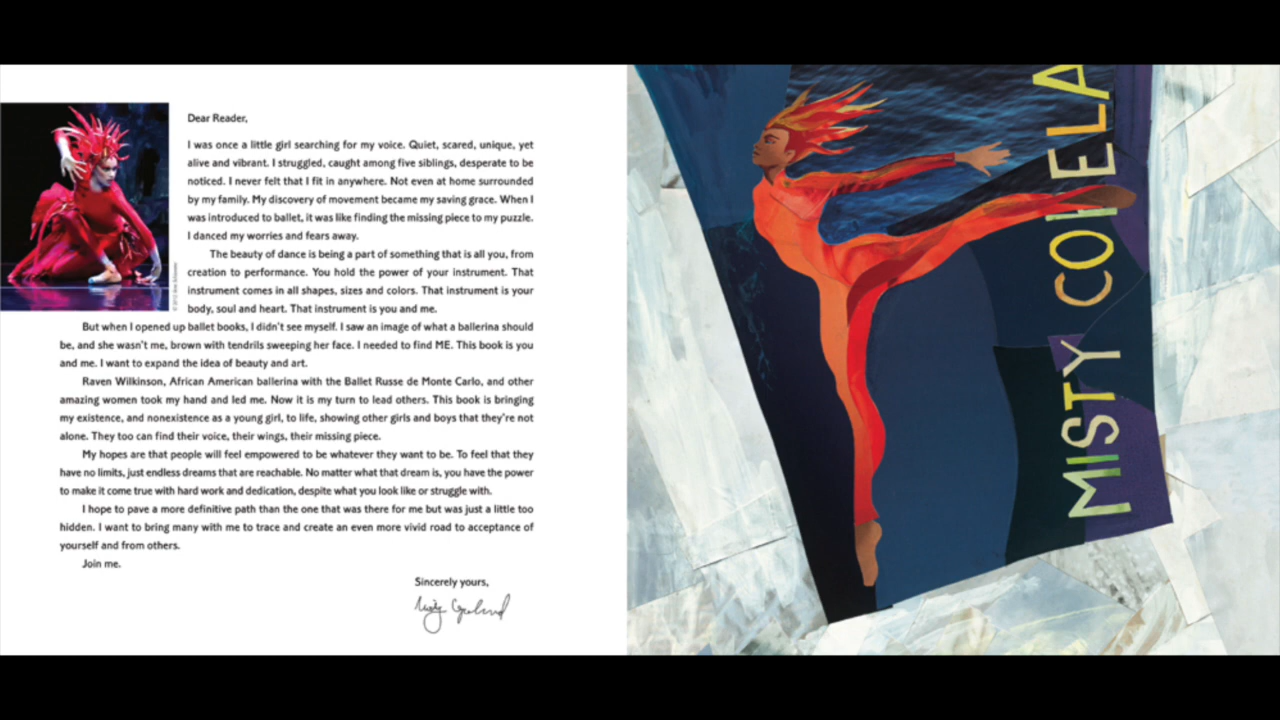 Dear Reader,
I was once a little girl searching for my voice. Quiet, scared, unique, yet
alive and vibrant. I struggled, caught among five siblings, desperate to be
noticed. I never felt that I fit in anywhere. Not even at home surrounded
by my family. My discovery of movement became my saving grace. When I
was introduced to ballet, it was like finding the missing piece to my puzzle.
I danced my worries and fears away.
The beauty of dance is being a part of something that is all you, from
creation to performance. You hold the power of your instrument. That
instrument comes in all shapes, sizes and colors. That instrument is your
body, soul and heart. That instrument is you and me.
But when I opened up ballet books, I didn't see myself. I saw an image of what a ballerina should
be, and she wasn't me, brown with tendrils sweeping her face. I needed to find ME. This book is you
and me. I want to expand the idea of beauty and art.
Raven Wilkinson, African American ballerina with the Ballet Russe de Monte Carlo, and other
amazing women took my hand and led me. Now it is my turn to lead others. This book is bringing
my existence, and nonexistence as a young girl, to life, showing other girls and boys that they're not
alone. They too can find their voice, their wings, their missing piece.
My hopes are that people will feel empowered to be whatever they want to be. To feel that they
have no limits, just endless dreams that are reachable. No matter what that dream is, you have the power
to make it come true with hard work and dedication, despite what you look like or struggle with.
I hope to pave a more definitive path than the one that was there for me but was just a little too
hidden. I want to bring many with me to trace and create an even more vivid road to acceptance of
yourself and from others.
Join me.
Sincerely yours,
Misty Copeland
MISTY COPELA